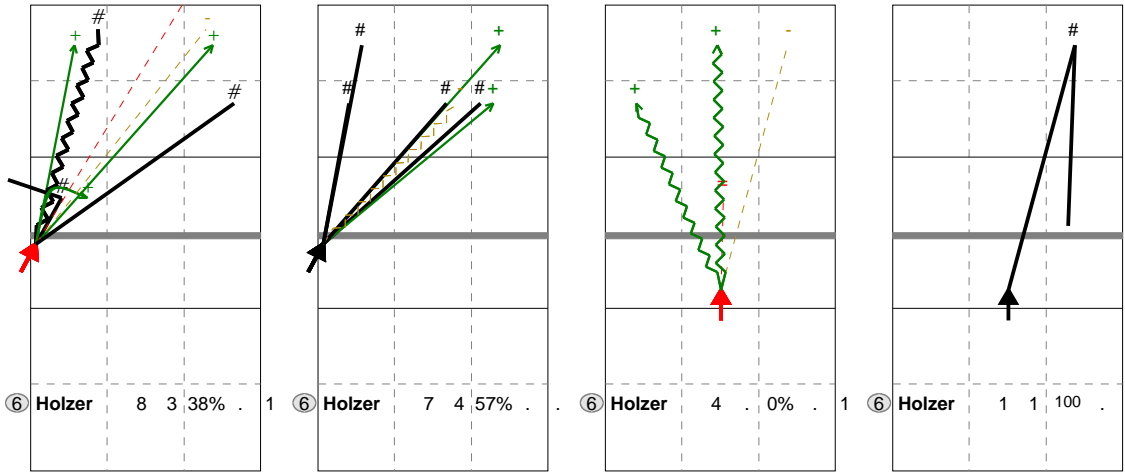 # + - + #
# +
# +
# # # +
+ -
+
#
6 Holzer 8 3 38% . 1
6 Holzer 7 4 57% . .
6 Holzer 4 . 0% . 1
6 Holzer 1 1 100 .